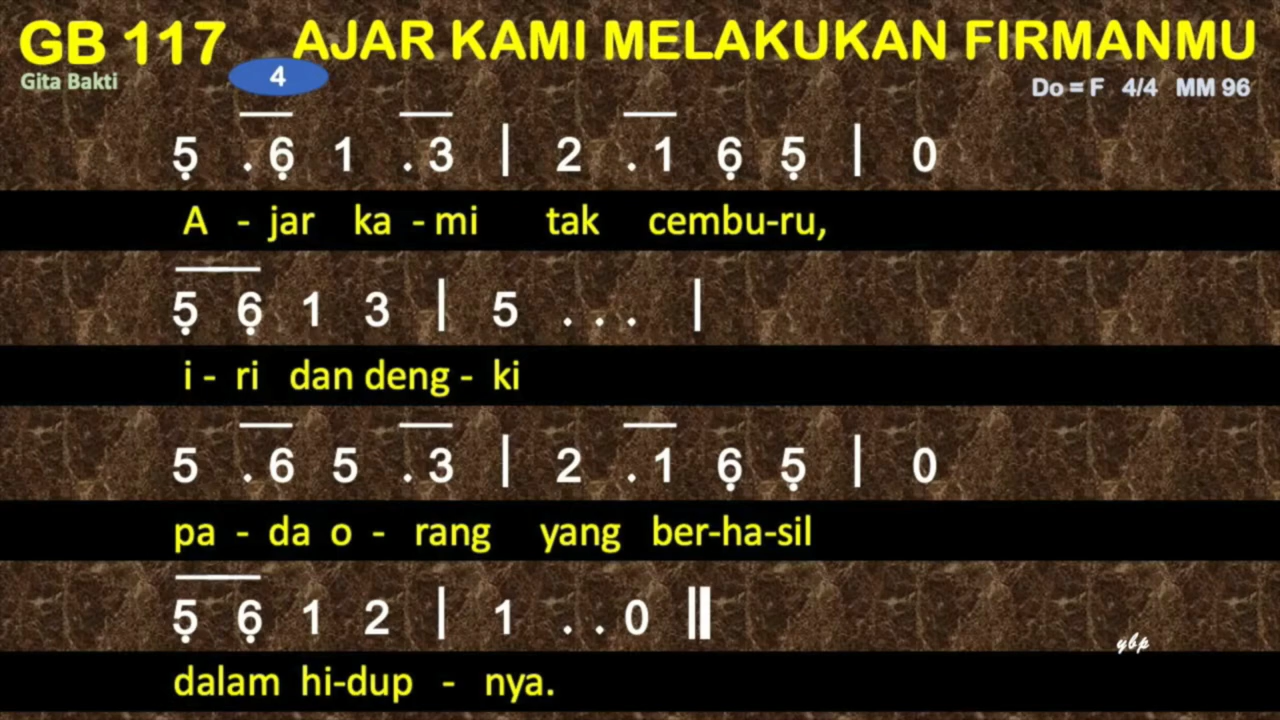 GB 117 AJAR KAMI MELAKUKAN FIRMANMU
Gita Bakti 4 Do = F 4/4 MM 96
5̣ . 6̣ 1 . 3 | 2 . 1 6̣ 5̣ | 0
A - jar ka - mi tak cembu-ru,
5̣ 6̣ 1 3 | 5 . . . |
i - ri dan deng - ki
5 . 6̣ 5 . 3 | 2 . 1 6̣ 5̣ | 0
pa - da o - rang yang ber-ha-sil
5̣ 6̣ 1 2 | 1 . . 0 ||
dalam hi-dup - nya.
ybp